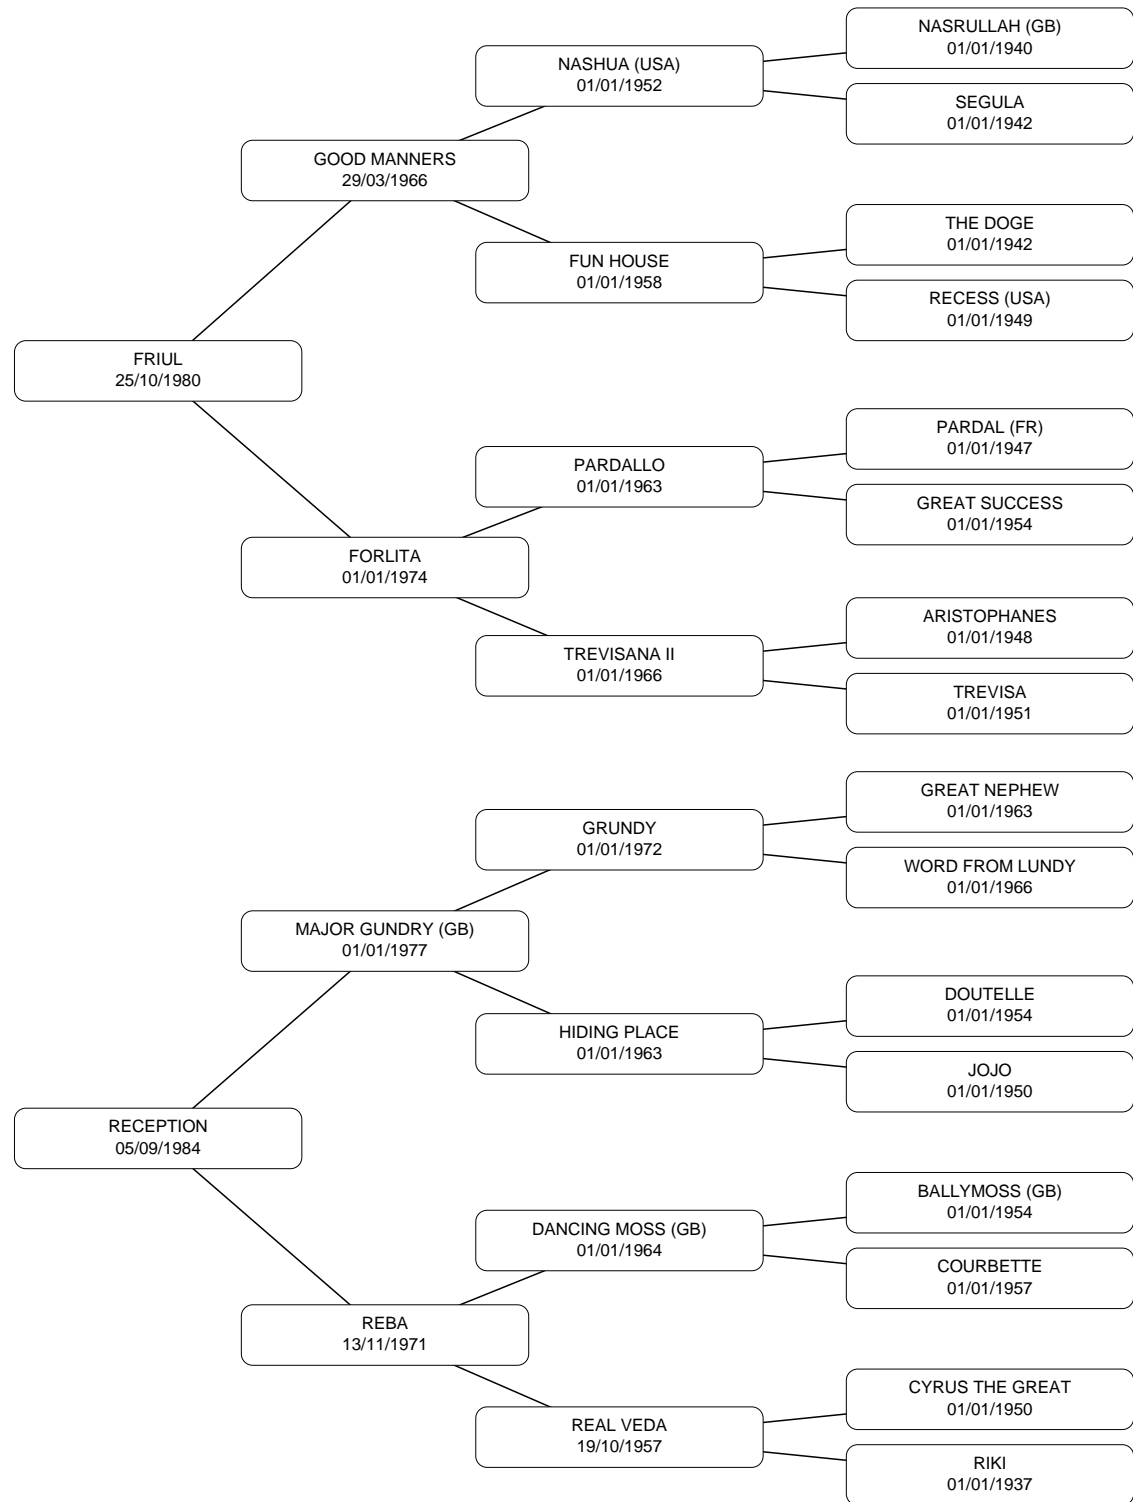 NASRULLAH (GB)
01/01/1940
NASHUA (USA)
01/01/1952
SEGULA
01/01/1942
GOOD MANNERS
29/03/1966
THE DOGE
01/01/1942
FUN HOUSE
01/01/1958
RECESS (USA)
01/01/1949
FRIUL
25/10/1980
PARDAL (FR)
01/01/1947
PARDALLO
01/01/1963
GREAT SUCCESS
01/01/1954
FORLITA
01/01/1974
ARISTOPHANES
01/01/1948
TREVISANA II
01/01/1966
TREVISA
01/01/1951
GREAT NEPHEW
01/01/1963
GRUNDY
01/01/1972
WORD FROM LUNDY
01/01/1966
MAJOR GUNDRY (GB)
01/01/1977
DOUTELLE
01/01/1954
HIDING PLACE
01/01/1963
JOJO
01/01/1950
RECEPTION
05/09/1984
BALLYMOSS (GB)
01/01/1954
DANCING MOSS (GB)
01/01/1964
COURBETTE
01/01/1957
REBA
13/11/1971
CYRUS THE GREAT
01/01/1950
REAL VEDA
19/10/1957
RIKI
01/01/1937